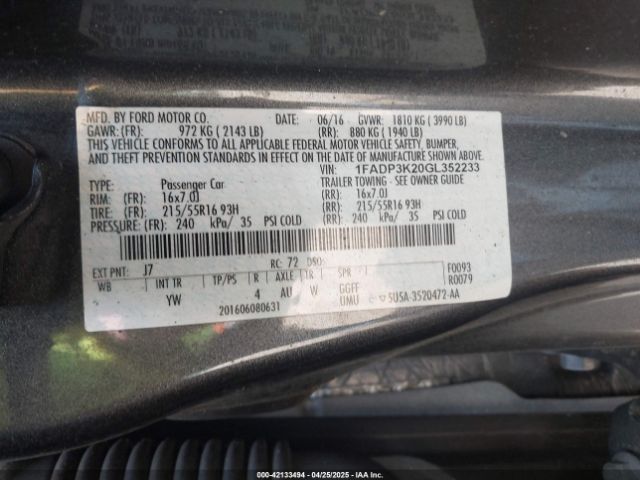 MFD. BY FORD MOTOR CO. DATE: 06/16 GVWR: 1810 KG ( 3990 LB)
GAWR: (FR): 972 KG ( 2143 LB) (RR): 880 KG ( 1940 LB)
THIS VEHICLE CONFORMS TO ALL APPLICABLE FEDERAL MOTOR VEHICLE SAFETY, BUMPER,
AND THEFT PREVENTION STANDARDS IN EFFECT ON THE DATE OF MANUFACTURE SHOWN ABOVE.
VIN: 1FADP3K20GL352233
TYPE: Passenger Car TRAILER TOWING - SEE OWNER GUIDE
RIM: (FR): 16x7.0J (RR): 16x7.0J
TIRE: (FR): 215/55R16 93H (RR): 215/55R16 93H
PRESSURE: (FR): 240 kPa/ 35 PSI COLD (RR): 240 kPa/ 35 PSI COLD
EXT PNT: J7 RC: 72 DSO: F0093
WB INT TR TP/PS R AXLE TR SPR R0079
YW 4 AU W GGFF
201606080631 UMU 5U5A-3520472-AA
000-42133494 - 04/25/2025 - IAAI.COM